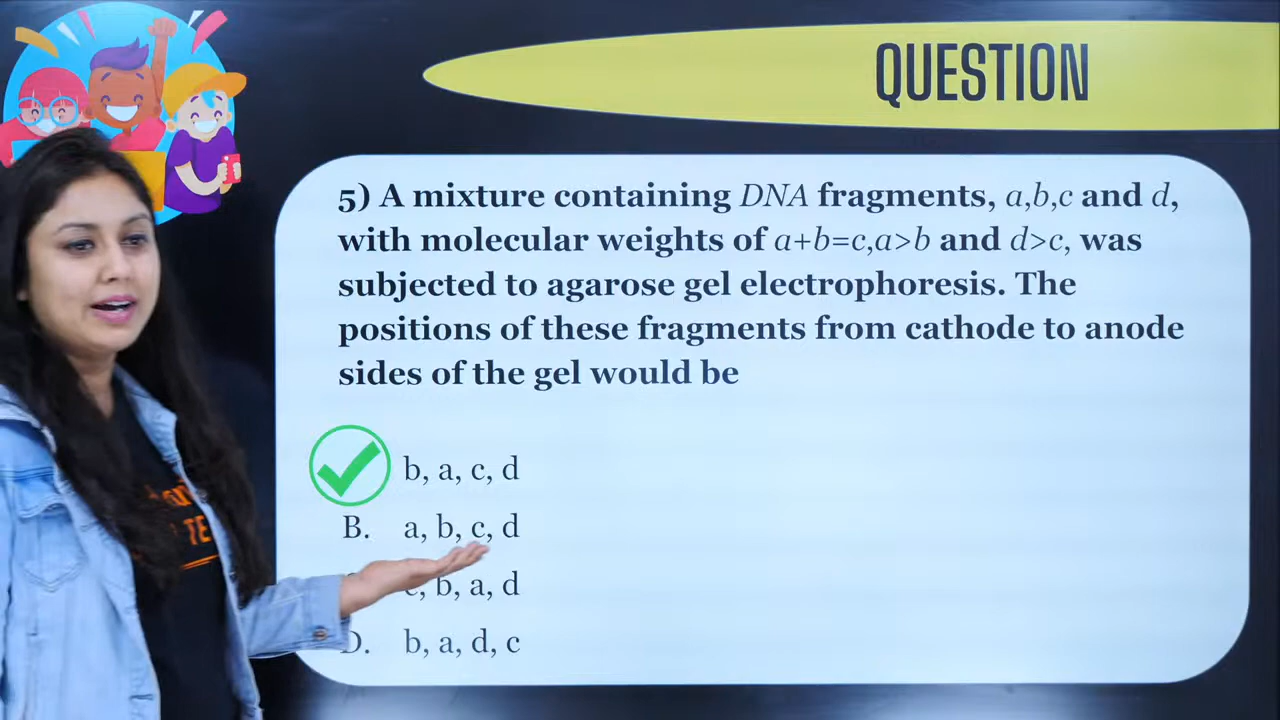 QUESTION
5) A mixture containing DNA fragments, a,b,c and d,
with molecular weights of a+b=c,a>b and d>c, was
subjected to agarose gel electrophoresis. The
positions of these fragments from cathode to anode
sides of the gel would be
b, a, c, d
B. a, b, c, d
b, a, d
D. b, a, d, c
TE